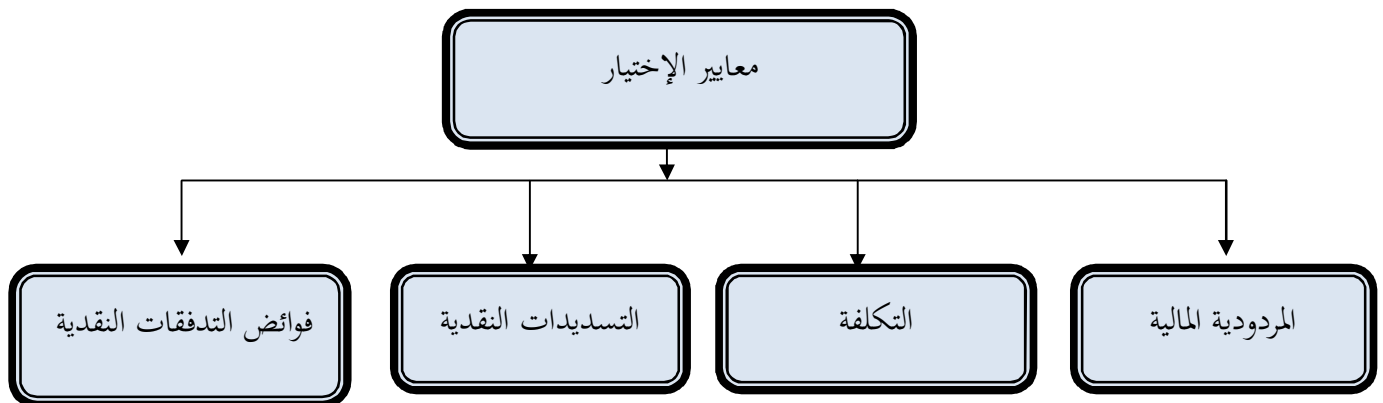 معايير الإختيار
المردودية المالية
التكلفة
التسديدات النقدية
فوائض التدفقات النقدية